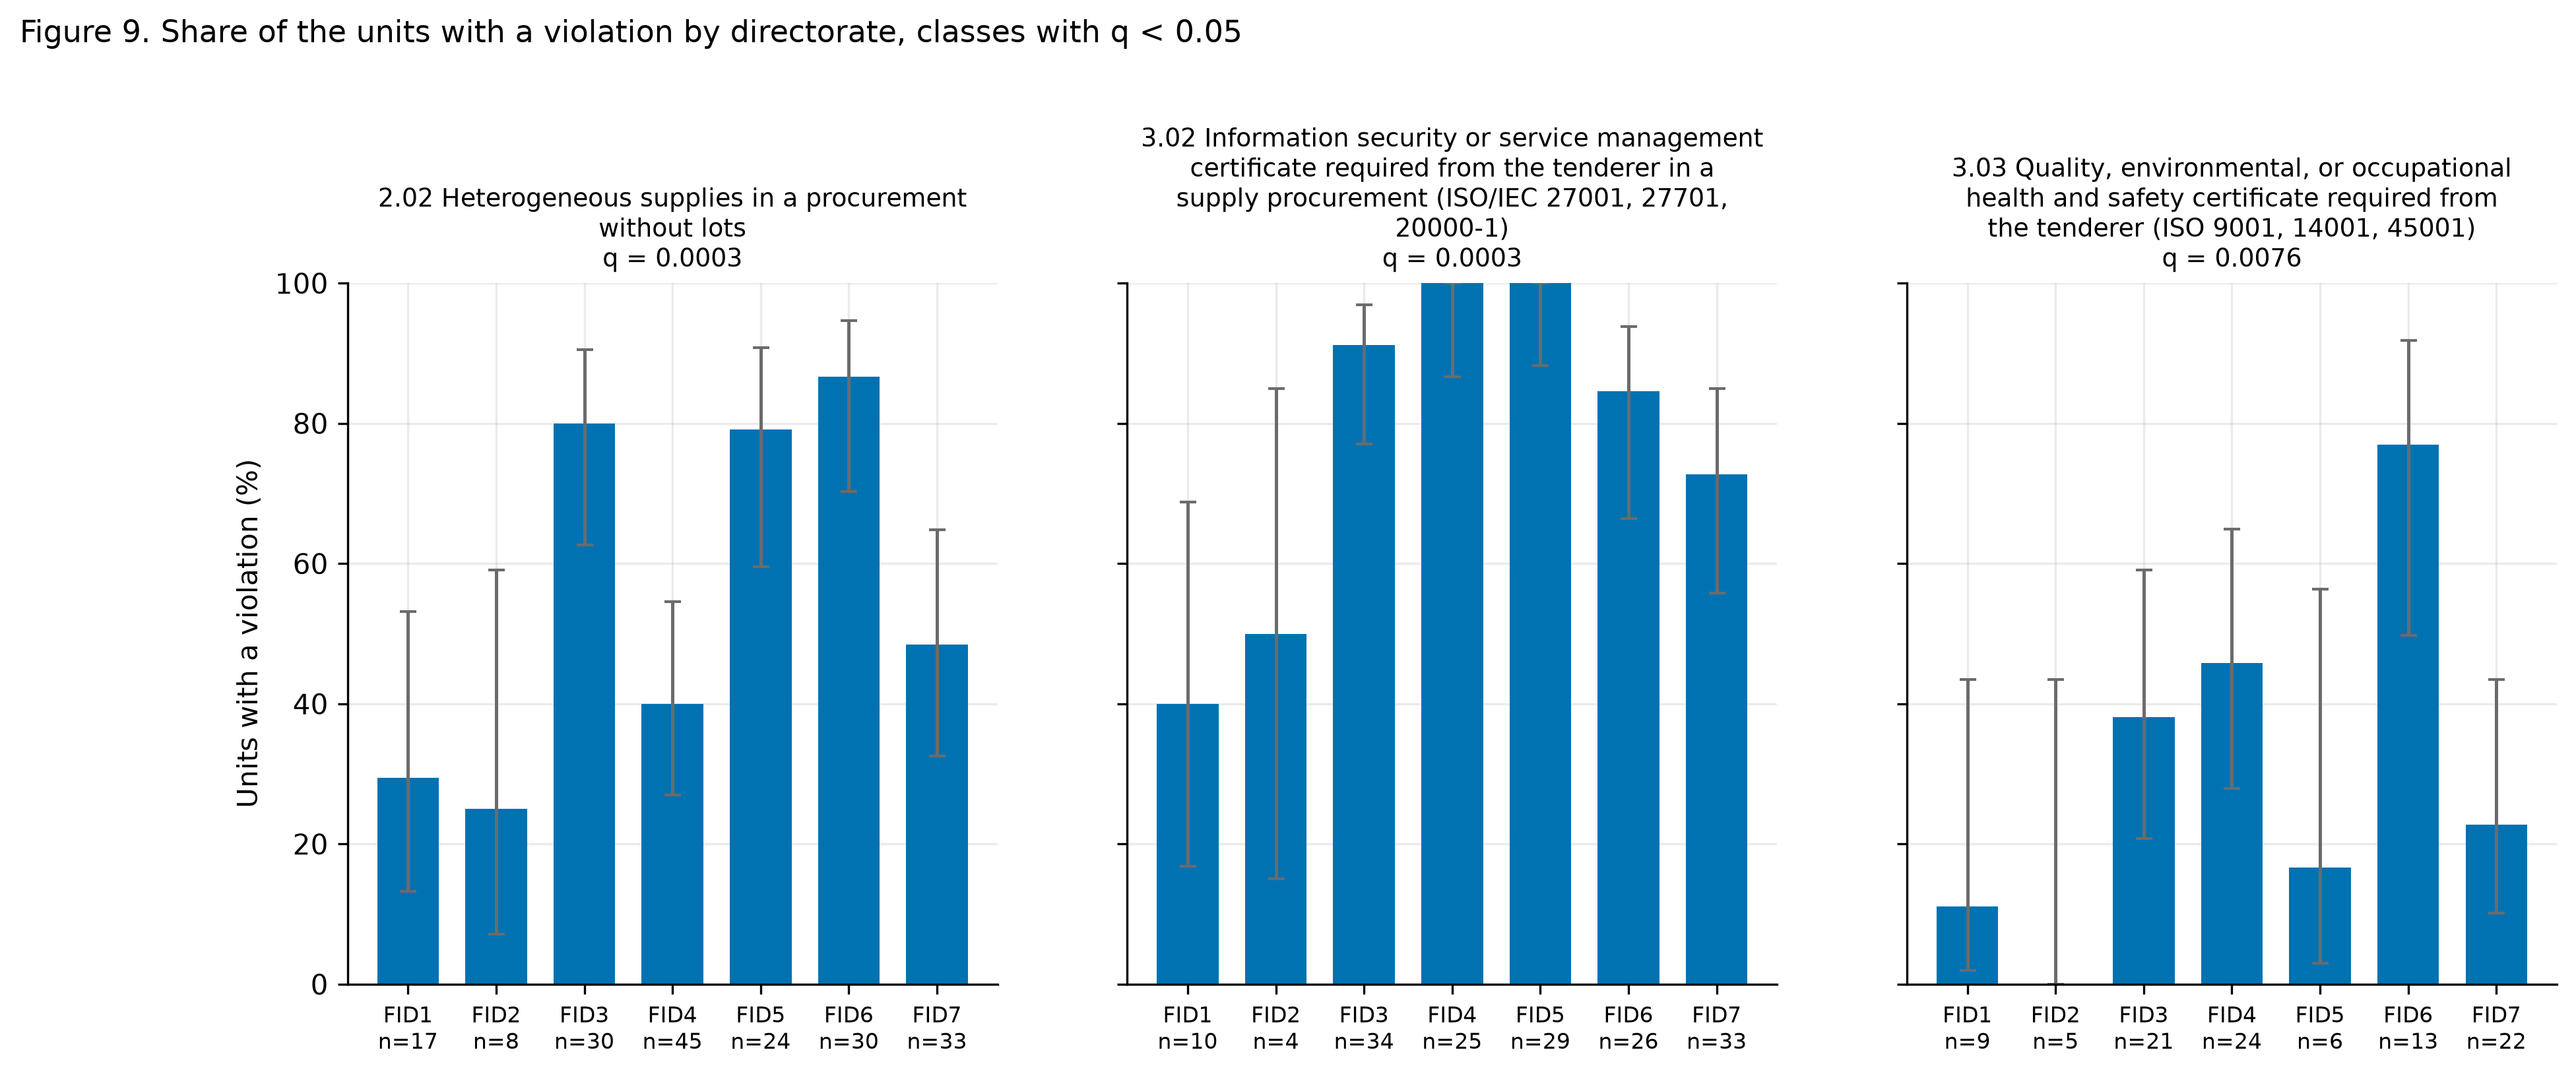 Figure 9. Share of the units with a violation by directorate, classes with q < 0.05
2.02 Heterogeneous supplies in a procurement
without lots
q = 0.0003
3.02 Information security or service management
certificate required from the tenderer in a
supply procurement (ISO/IEC 27001, 27701,
20000-1)
q = 0.0003
3.03 Quality, environmental, or occupational
health and safety certificate required from
the tenderer (ISO 9001, 14001, 45001)
q = 0.0076
Units with a violation (%)
100
80
60
40
20
0
FID1 FID2 FID3 FID4 FID5 FID6 FID7
n=17 n=8 n=30 n=45 n=24 n=30 n=33
FID1 FID2 FID3 FID4 FID5 FID6 FID7
n=10 n=4 n=34 n=25 n=29 n=26 n=33
FID1 FID2 FID3 FID4 FID5 FID6 FID7
n=9 n=5 n=21 n=24 n=6 n=13 n=22